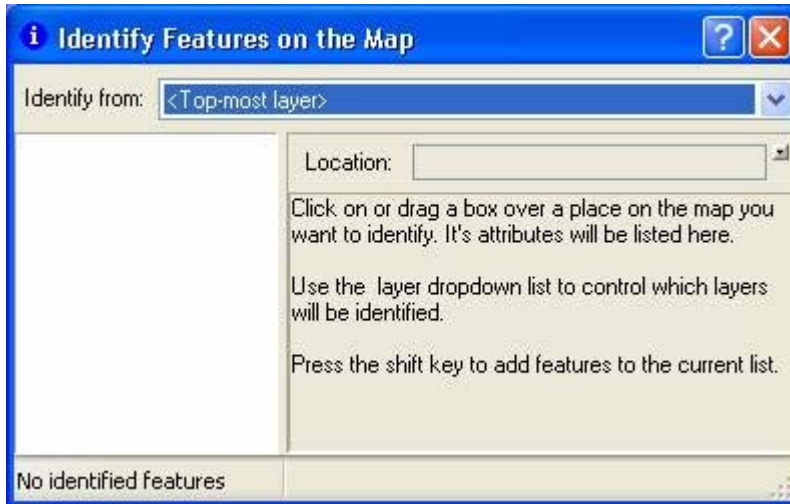 Identify Features on the Map
Identify from: <Top-most layer>
Location:
Click on or drag a box over a place on the map you
want to identify. It's attributes will be listed here.
Use the layer dropdown list to control which layers
will be identified.
Press the shift key to add features to the current list.
No identified features